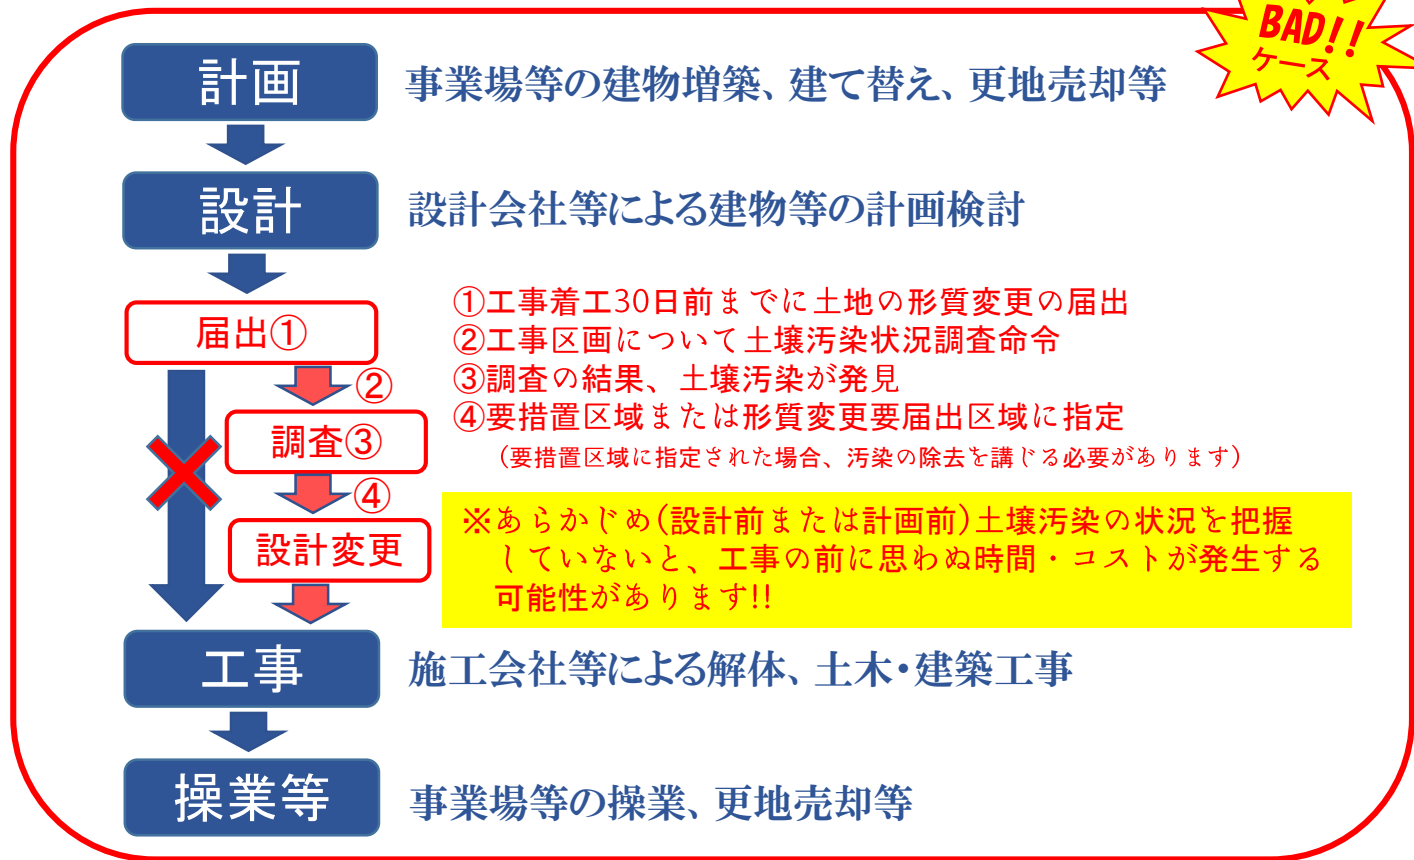 BAD!!
ケース
計画
事業場等の建物増築、建て替え、更地売却等
設計
設計会社等による建物等の計画検討
届出①
①工事着工30日前までに土地の形質変更の届出
②工事区画について土壌汚染状況調査命令
③調査の結果、土壌汚染が発見
④要措置区域または形質変更要届出区域に指定
(要措置区域に指定された場合、汚染の除去を講じる必要があります)
②
調査③
④
設計変更
※あらかじめ(設計前または計画前)土壌汚染の状況を把握
していないと、工事の前に思わぬ時間・コストが発生する
可能性があります!!
工事
施工会社等による解体、土木・建築工事
操業等
事業場等の操業、更地売却等